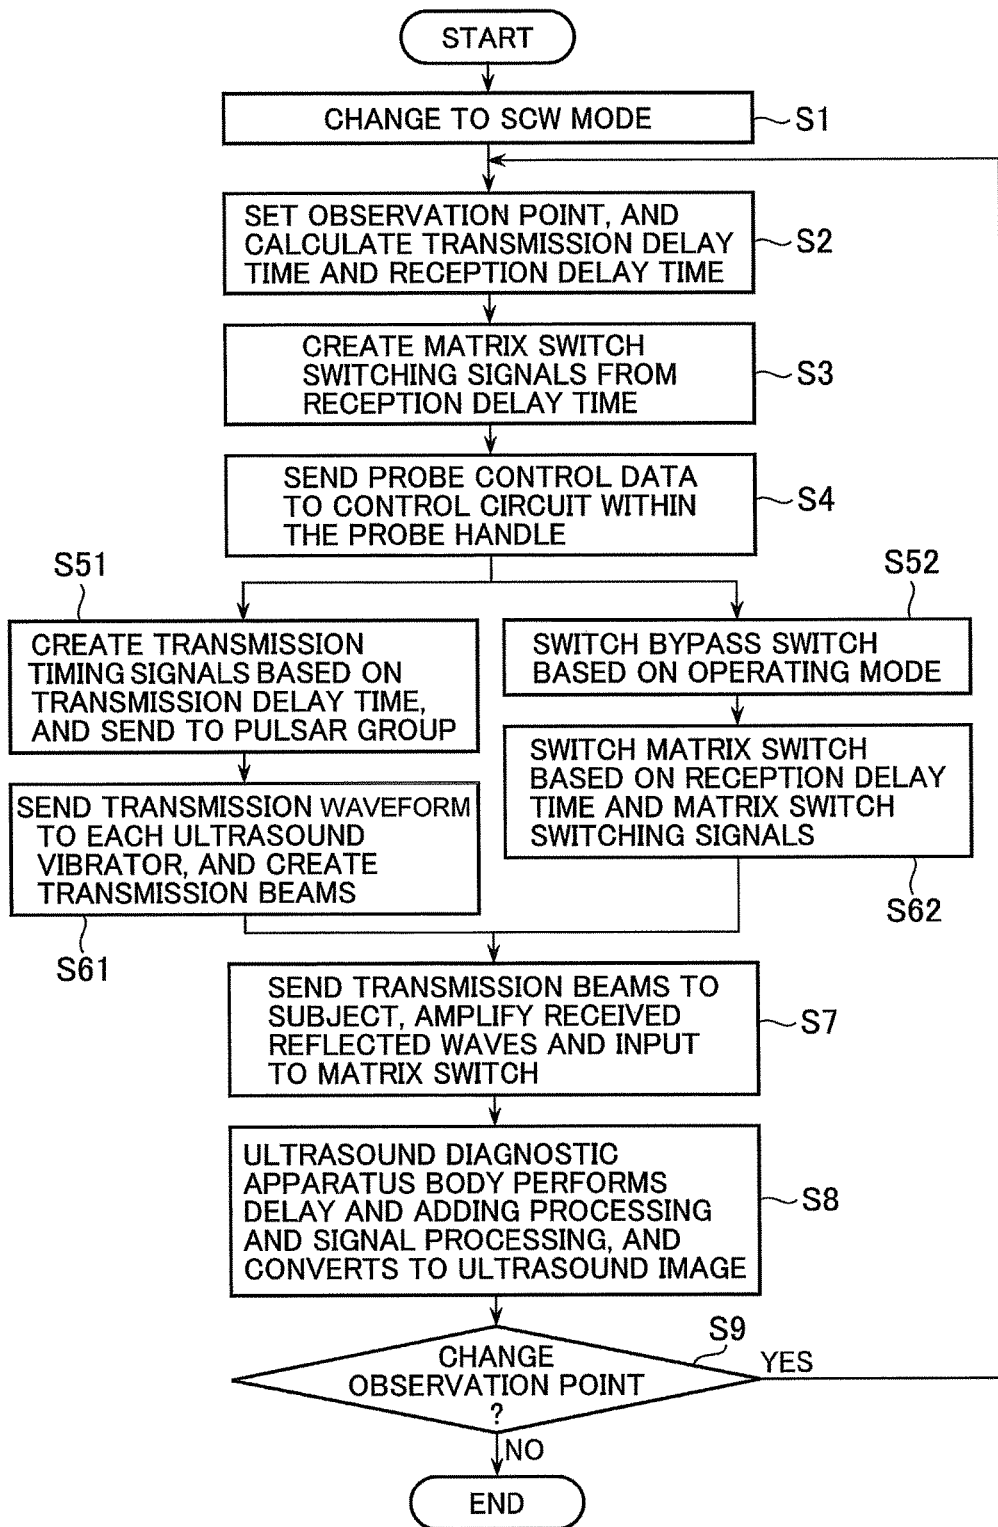 START
CHANGE TO SCW MODE
S1
SET OBSERVATION POINT, AND
CALCULATE TRANSMISSION DELAY
TIME AND RECEPTION DELAY TIME
S2
CREATE MATRIX SWITCH
SWITCHING SIGNALS FROM
RECEPTION DELAY TIME
S3
SEND PROBE CONTROL DATA
TO CONTROL CIRCUIT WITHIN
THE PROBE HANDLE
S4
S51
CREATE TRANSMISSION
TIMING SIGNALS BASED ON
TRANSMISSION DELAY TIME,
AND SEND TO PULSAR GROUP
SEND TRANSMISSION WAVEFORM
TO EACH ULTRASOUND
VIBRATOR, AND CREATE
TRANSMISSION BEAMS
S61
S52
SWITCH BYPASS SWITCH
BASED ON OPERATING MODE
SWITCH MATRIX SWITCH
BASED ON RECEPTION DELAY
TIME AND MATRIX SWITCH
SWITCHING SIGNALS
S62
SEND TRANSMISSION BEAMS TO
SUBJECT, AMPLIFY RECEIVED
REFLECTED WAVES AND INPUT
TO MATRIX SWITCH
S7
ULTRASOUND DIAGNOSTIC
APPARATUS BODY PERFORMS
DELAY AND ADDING PROCESSING
AND SIGNAL PROCESSING, AND
CONVERTS TO ULTRASOUND IMAGE
S8
S9
CHANGE
OBSERVATION POINT
?
YES
NO
END